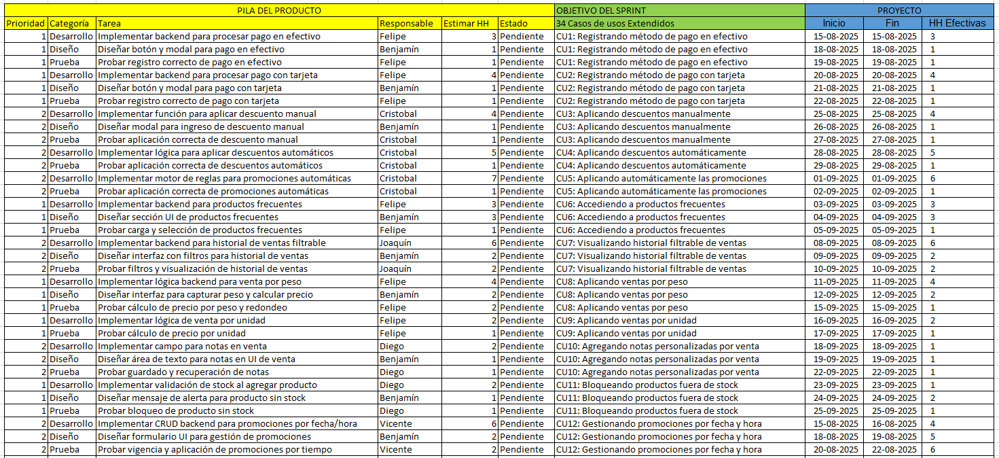 PILA DEL PRODUCTO OBJETIVO DEL SPRINT PROYECTO
Prioridad Categoría Tarea Responsable Estimar HH Estado 34 Casos de usos Extendidos Inicio Fin HH Efectivas
1 Desarrollo Implementar backend para procesar pago en efectivo Felipe 3 Pendiente CU1: Registrando método de pago en efectivo 15-08-2025 15-08-2025 3
1 Diseño Diseñar botón y modal para pago en efectivo Benjamín 1 Pendiente CU1: Registrando método de pago en efectivo 18-08-2025 18-08-2025 1
1 Prueba Probar registro correcto de pago en efectivo Felipe 1 Pendiente CU1: Registrando método de pago en efectivo 19-08-2025 19-08-2025 1
1 Desarrollo Implementar backend para procesar pago con tarjeta Felipe 4 Pendiente CU2: Registrando método de pago con tarjeta 20-08-2025 20-08-2025 4
1 Diseño Diseñar botón y modal para pago con tarjeta Benjamín 1 Pendiente CU2: Registrando método de pago con tarjeta 21-08-2025 21-08-2025 1
1 Prueba Probar registro correcto de pago con tarjeta Felipe 1 Pendiente CU2: Registrando método de pago con tarjeta 22-08-2025 22-08-2025 1
2 Desarrollo Implementar función para aplicar descuento manual Cristobal 4 Pendiente CU3: Aplicando descuentos manualmente 25-08-2025 25-08-2025 4
2 Diseño Diseñar modal para ingreso de descuento manual Benjamín 1 Pendiente CU3: Aplicando descuentos manualmente 26-08-2025 26-08-2025 1
2 Prueba Probar aplicación correcta de descuento manual Cristobal 1 Pendiente CU3: Aplicando descuentos manualmente 27-08-2025 27-08-2025 1
2 Desarrollo Implementar lógica para aplicar descuentos automáticos Cristobal 5 Pendiente CU4: Aplicando descuentos automáticamente 28-08-2025 28-08-2025 5
2 Prueba Probar aplicación correcta de descuentos automáticos Cristobal 1 Pendiente CU4: Aplicando descuentos automáticamente 29-08-2025 29-08-2025 1
2 Desarrollo Implementar motor de reglas para promociones automáticas Cristobal 7 Pendiente CU5: Aplicando automáticamente las promociones 01-09-2025 01-09-2025 6
2 Prueba Probar aplicación correcta de promociones automáticas Cristobal 1 Pendiente CU5: Aplicando automáticamente las promociones 02-09-2025 02-09-2025 1
1 Desarrollo Implementar backend para productos frecuentes Felipe 3 Pendiente CU6: Accediendo a productos frecuentes 03-09-2025 03-09-2025 3
1 Diseño Diseñar sección UI de productos frecuentes Benjamín 3 Pendiente CU6: Accediendo a productos frecuentes 04-09-2025 04-09-2025 3
1 Prueba Probar carga y selección de productos frecuentes Felipe 1 Pendiente CU6: Accediendo a productos frecuentes 05-09-2025 05-09-2025 1
2 Desarrollo Implementar backend para historial de ventas filtrable Joaquín 6 Pendiente CU7: Visualizando historial filtrable de ventas 08-09-2025 08-09-2025 6
2 Diseño Diseñar interfaz con filtros para historial de ventas Benjamín 2 Pendiente CU7: Visualizando historial filtrable de ventas 09-09-2025 09-09-2025 2
2 Prueba Probar filtros y visualización de historial de ventas Joaquín 2 Pendiente CU7: Visualizando historial filtrable de ventas 10-09-2025 10-09-2025 2
1 Desarrollo Implementar lógica backend para venta por peso Felipe 4 Pendiente CU8: Aplicando ventas por peso 11-09-2025 11-09-2025 4
1 Diseño Diseñar interfaz para capturar peso y calcular precio Benjamín 2 Pendiente CU8: Aplicando ventas por peso 12-09-2025 12-09-2025 2
1 Prueba Probar cálculo de precio por peso y redondeo Felipe 2 Pendiente CU8: Aplicando ventas por peso 15-09-2025 15-09-2025 1
1 Desarrollo Implementar lógica de venta por unidad Felipe 2 Pendiente CU9: Aplicando ventas por unidad 16-09-2025 16-09-2025 2
1 Prueba Probar cálculo de precio por unidad Felipe 1 Pendiente CU9: Aplicando ventas por unidad 17-09-2025 17-09-2025 1
2 Desarrollo Implementar campo para notas en venta Diego 2 Pendiente CU10: Agregando notas personalizadas por venta 18-09-2025 18-09-2025 1
2 Diseño Diseñar área de texto para notas en UI de venta Benjamín 1 Pendiente CU10: Agregando notas personalizadas por venta 19-09-2025 19-09-2025 1
2 Prueba Probar guardado y recuperación de notas Diego 1 Pendiente CU10: Agregando notas personalizadas por venta 22-09-2025 22-09-2025 1
1 Desarrollo Implementar validación de stock al agregar producto Diego 2 Pendiente CU11: Bloqueando productos fuera de stock 23-09-2025 23-09-2025 1
1 Diseño Diseñar mensaje de alerta para producto sin stock Benjamín 1 Pendiente CU11: Bloqueando productos fuera de stock 24-09-2025 24-09-2025 2
1 Prueba Probar bloqueo de producto sin stock Diego 1 Pendiente CU11: Bloqueando productos fuera de stock 25-09-2025 25-09-2025 1
2 Desarrollo Implementar CRUD backend para promociones por fecha/hora Vicente 6 Pendiente CU12: Gestionando promociones por fecha y hora 15-08-2025 16-08-2025 4
2 Diseño Diseñar formulario UI para gestión de promociones Benjamín 2 Pendiente CU12: Gestionando promociones por fecha y hora 18-08-2025 19-08-2025 5
2 Prueba Probar vigencia y aplicación de promociones por tiempo Vicente 2 Pendiente CU12: Gestionando promociones por fecha y hora 20-08-2025 22-08-2025 6